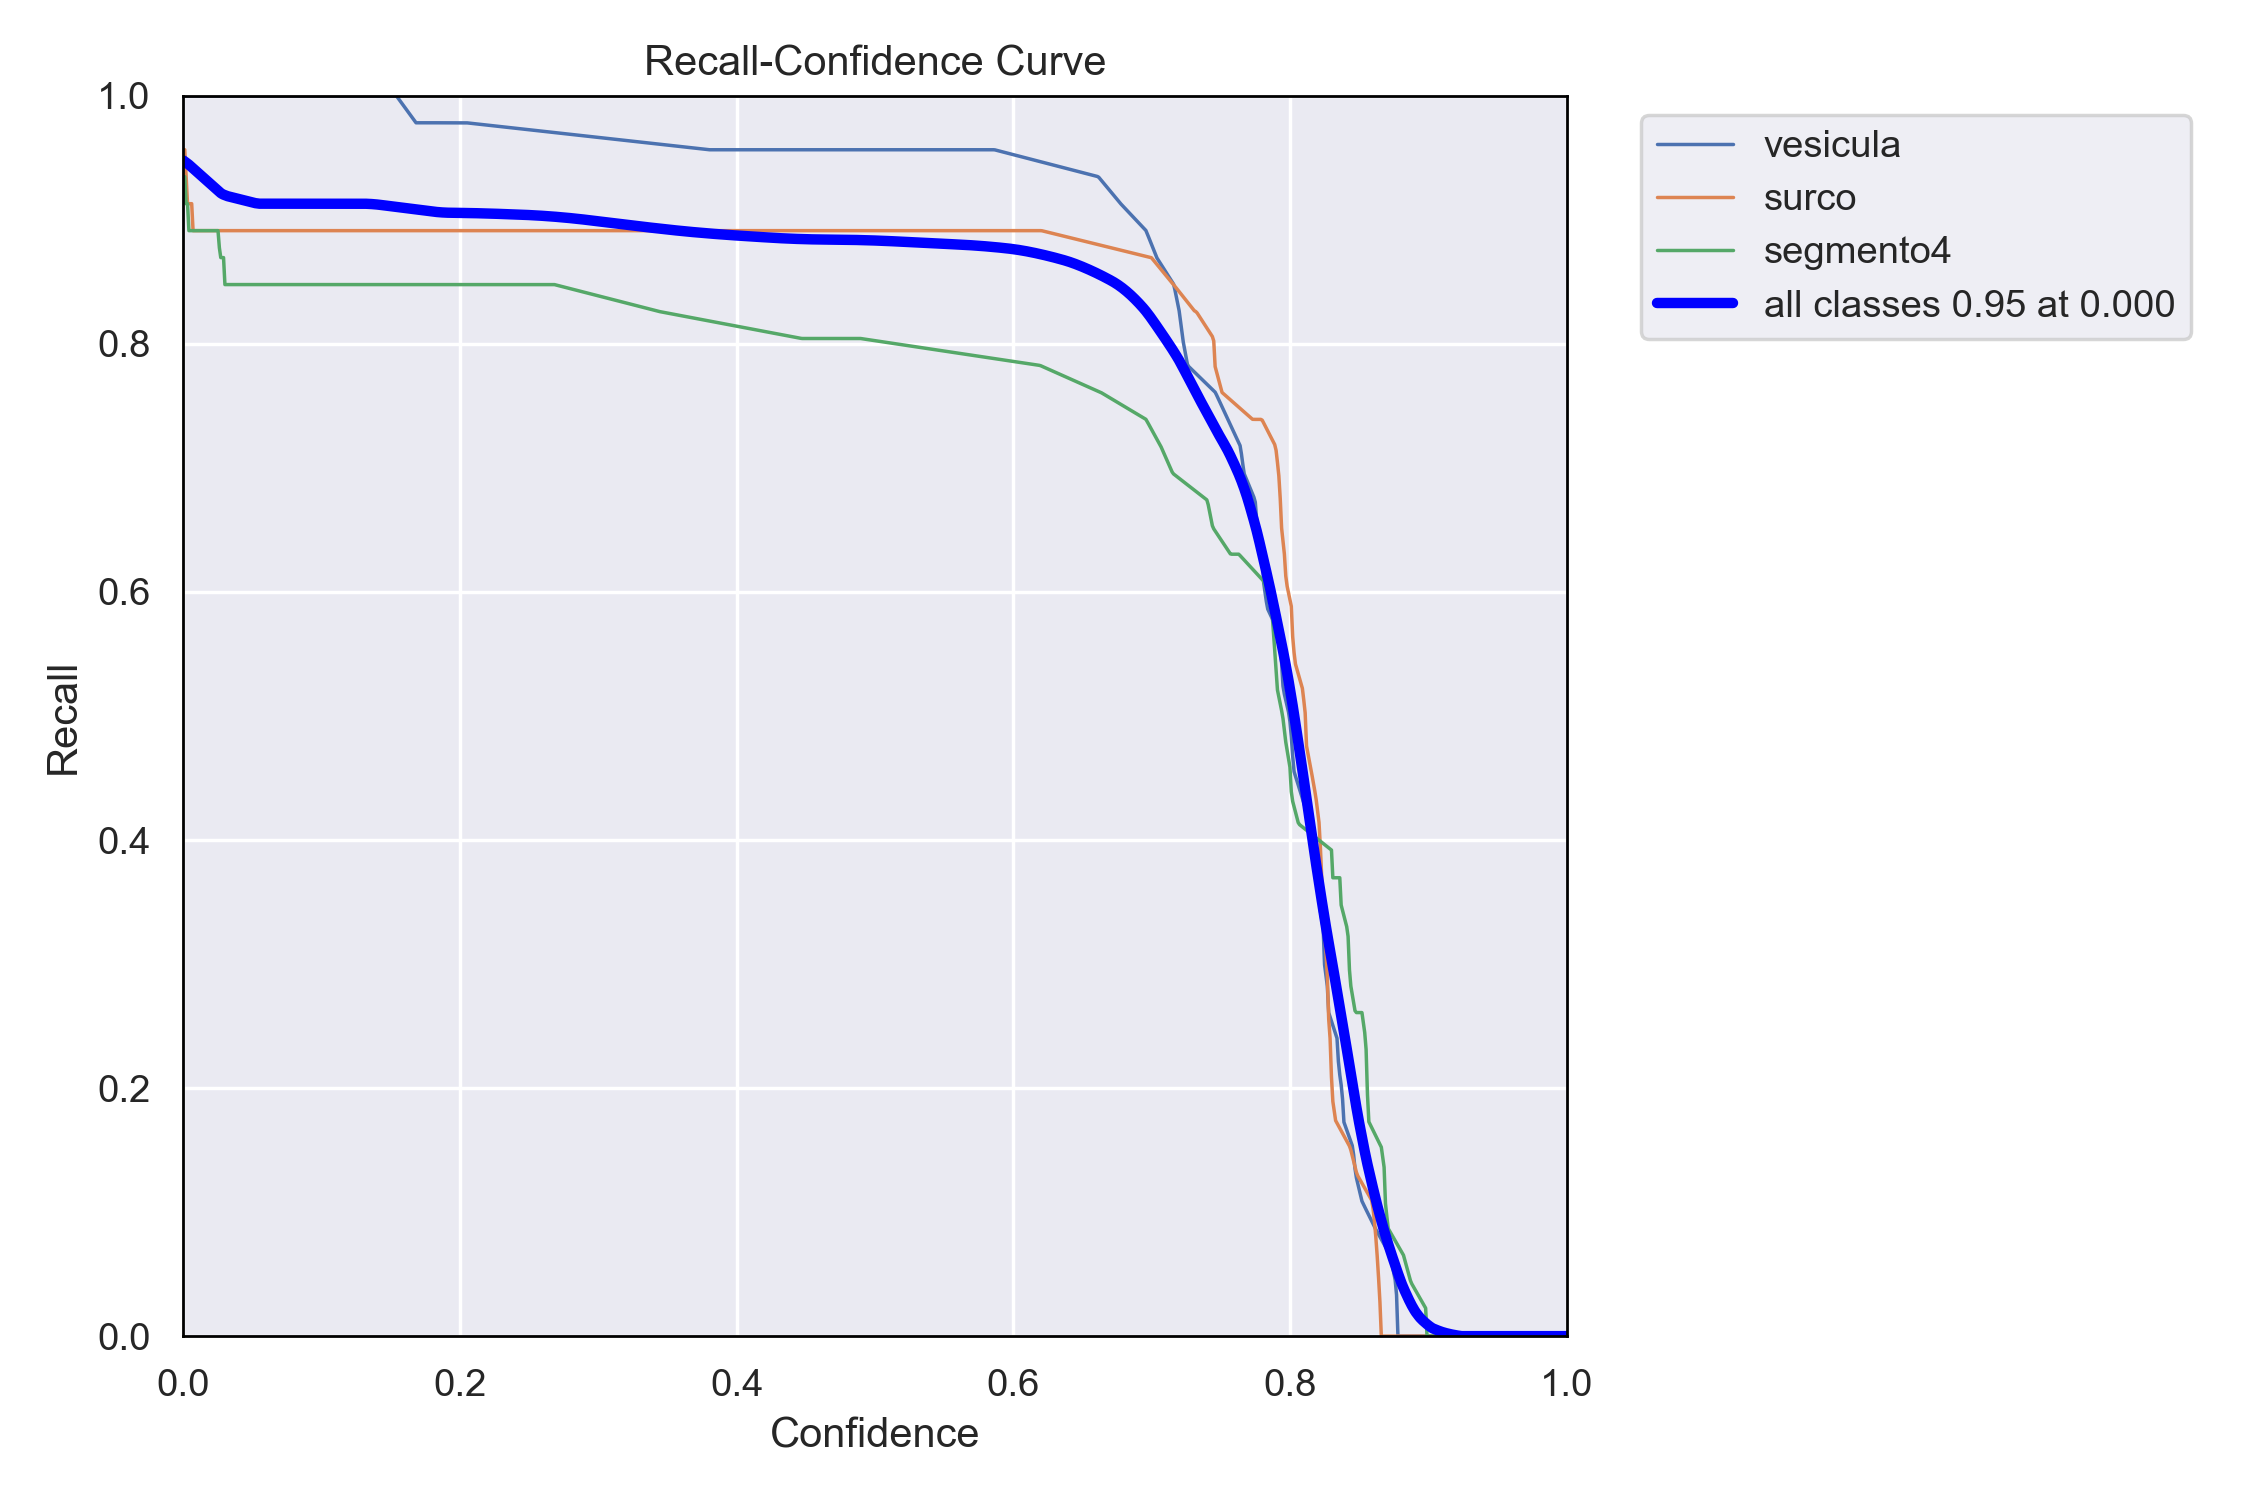 Recall-Confidence Curve
1.0
0.8
0.6
0.4
0.2
0.0
Recall
0.0 0.2 0.4 0.6 0.8 1.0
Confidence
vesicula
surco
segmento4
all classes 0.95 at 0.000